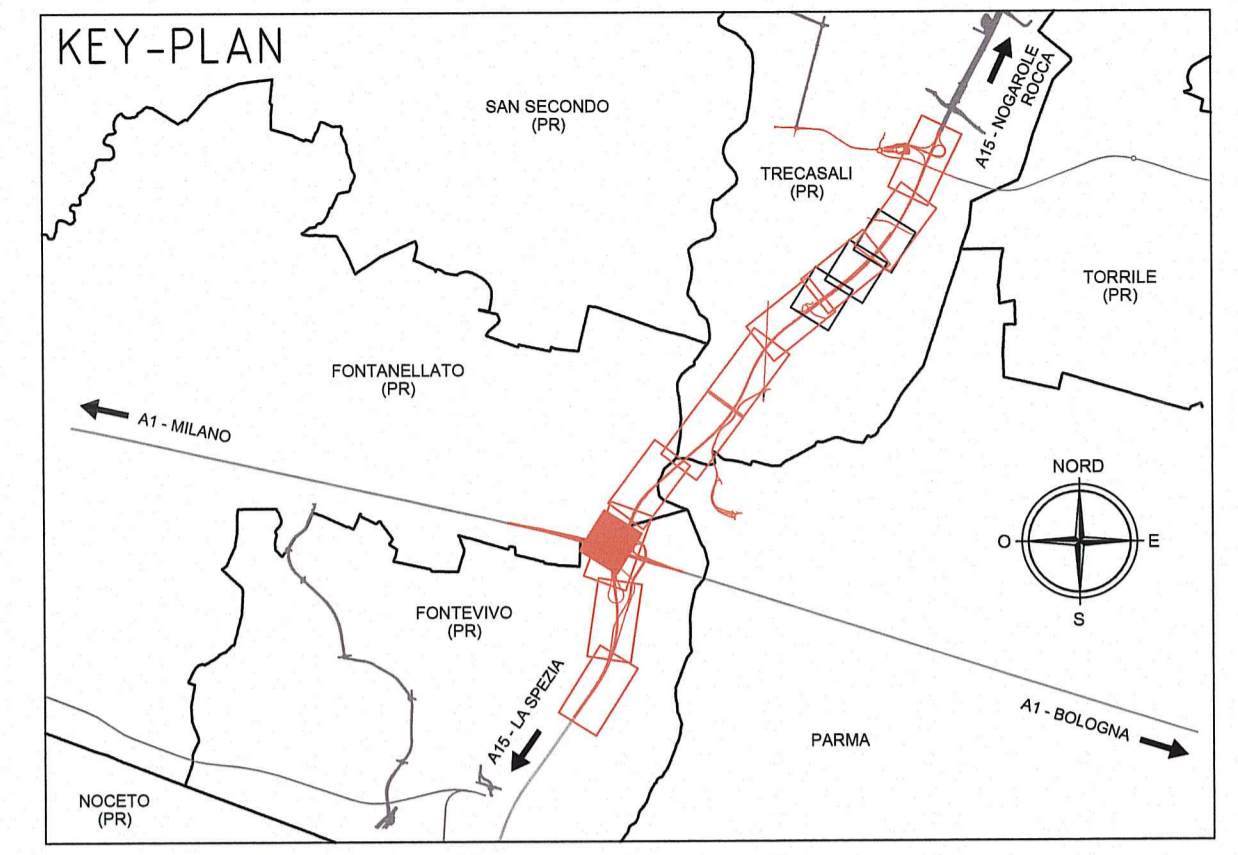 KEY-PLAN
SAN SECONDO
(PR)
A15 - NOGAROLE
ROCCA
TRECASALI
(PR)
TORRILE
(PR)
FONTANELLATO
(PR)
A1 - MILANO
NORD
O
E
S
FONTEVIVO
(PR)
A15 - LA SPEZIA
A1 - BOLOGNA
PARMA
NOCETO
(PR)